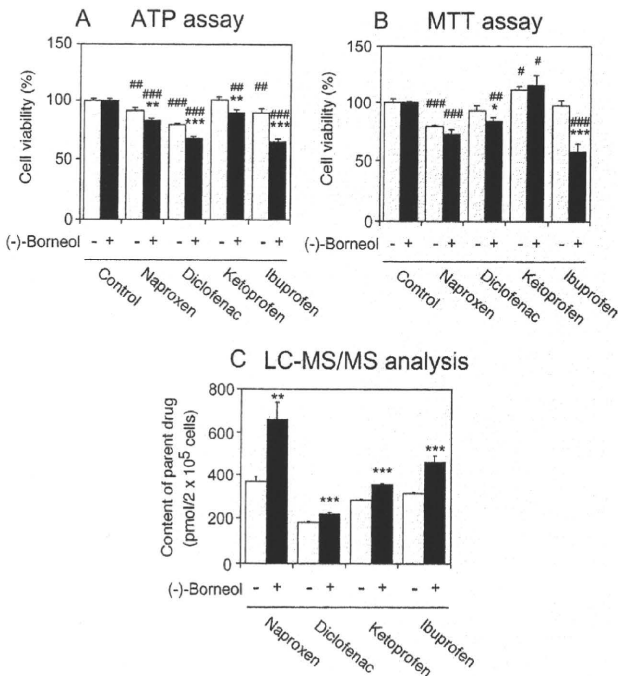 A ATP assay
Cell viability (%)
150
100
50
0
## ### ** ### ### *** ## ** ## ### ***
(-)-Borneol - + - + - + - + - +
Control
Naproxen
Diclofenac
Ketoprofen
Ibuprofen
B MTT assay
Cell viability (%)
150
100
50
0
### ### ## * # # ### ***
(-)-Borneol - + - + - + - + - +
Control
Naproxen
Diclofenac
Ketoprofen
Ibuprofen
C LC-MS/MS analysis
Content of parent drug
(pmol/2 x 10⁵ cells)
800
600
400
200
0
** *** *** ***
(-)-Borneol - + - + - + - +
Naproxen
Diclofenac
Ketoprofen
Ibuprofen